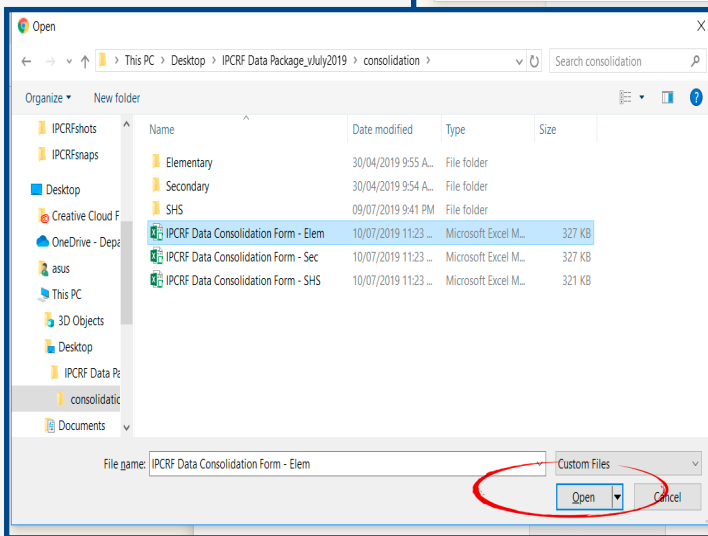 Open X
This PC > Desktop > IPCRF Data Package_vJuly2019 > consolidation > Search consolidation
Organize New folder ?
IPCRFshots
IPCRFsnaps
Desktop
Creative Cloud F
OneDrive - Depa
asus
This PC
3D Objects
Desktop
IPCRF Data Pa
consolidatic
Documents
Name Date modified Type Size
Elementary 30/04/2019 9:55 A... File folder
Secondary 30/04/2019 9:54 A... File folder
SHS 09/07/2019 9:41 PM File folder
IPCRF Data Consolidation Form - Elem 10/07/2019 11:23 ... Microsoft Excel M... 327 KB
IPCRF Data Consolidation Form - Sec 10/07/2019 11:23 ... Microsoft Excel M... 327 KB
IPCRF Data Consolidation Form - SHS 10/07/2019 11:23 ... Microsoft Excel M... 321 KB
File name: IPCRF Data Consolidation Form - Elem Custom Files
Open Cancel